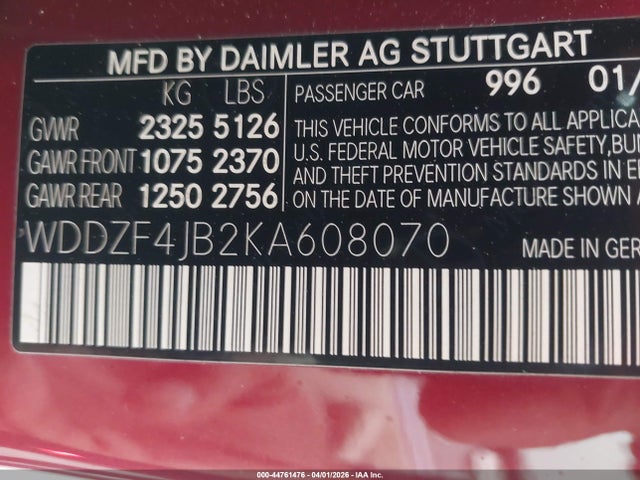 MFD BY DAIMLER AG STUTTGART
KG LBS
PASSENGER CAR 996 01/
GVWR 2325 5126
GAWR FRONT 1075 2370
GAWR REAR 1250 2756
THIS VEHICLE CONFORMS TO ALL APPLICA
U.S. FEDERAL MOTOR VEHICLE SAFETY,BU
AND THEFT PREVENTION STANDARDS IN E
ON THE DATE OF MANUFACTURE SHOWN
WDDZF4JB2KA608070
MADE IN GER
000-44761476 | 04/01/2026 | IAA Inc.